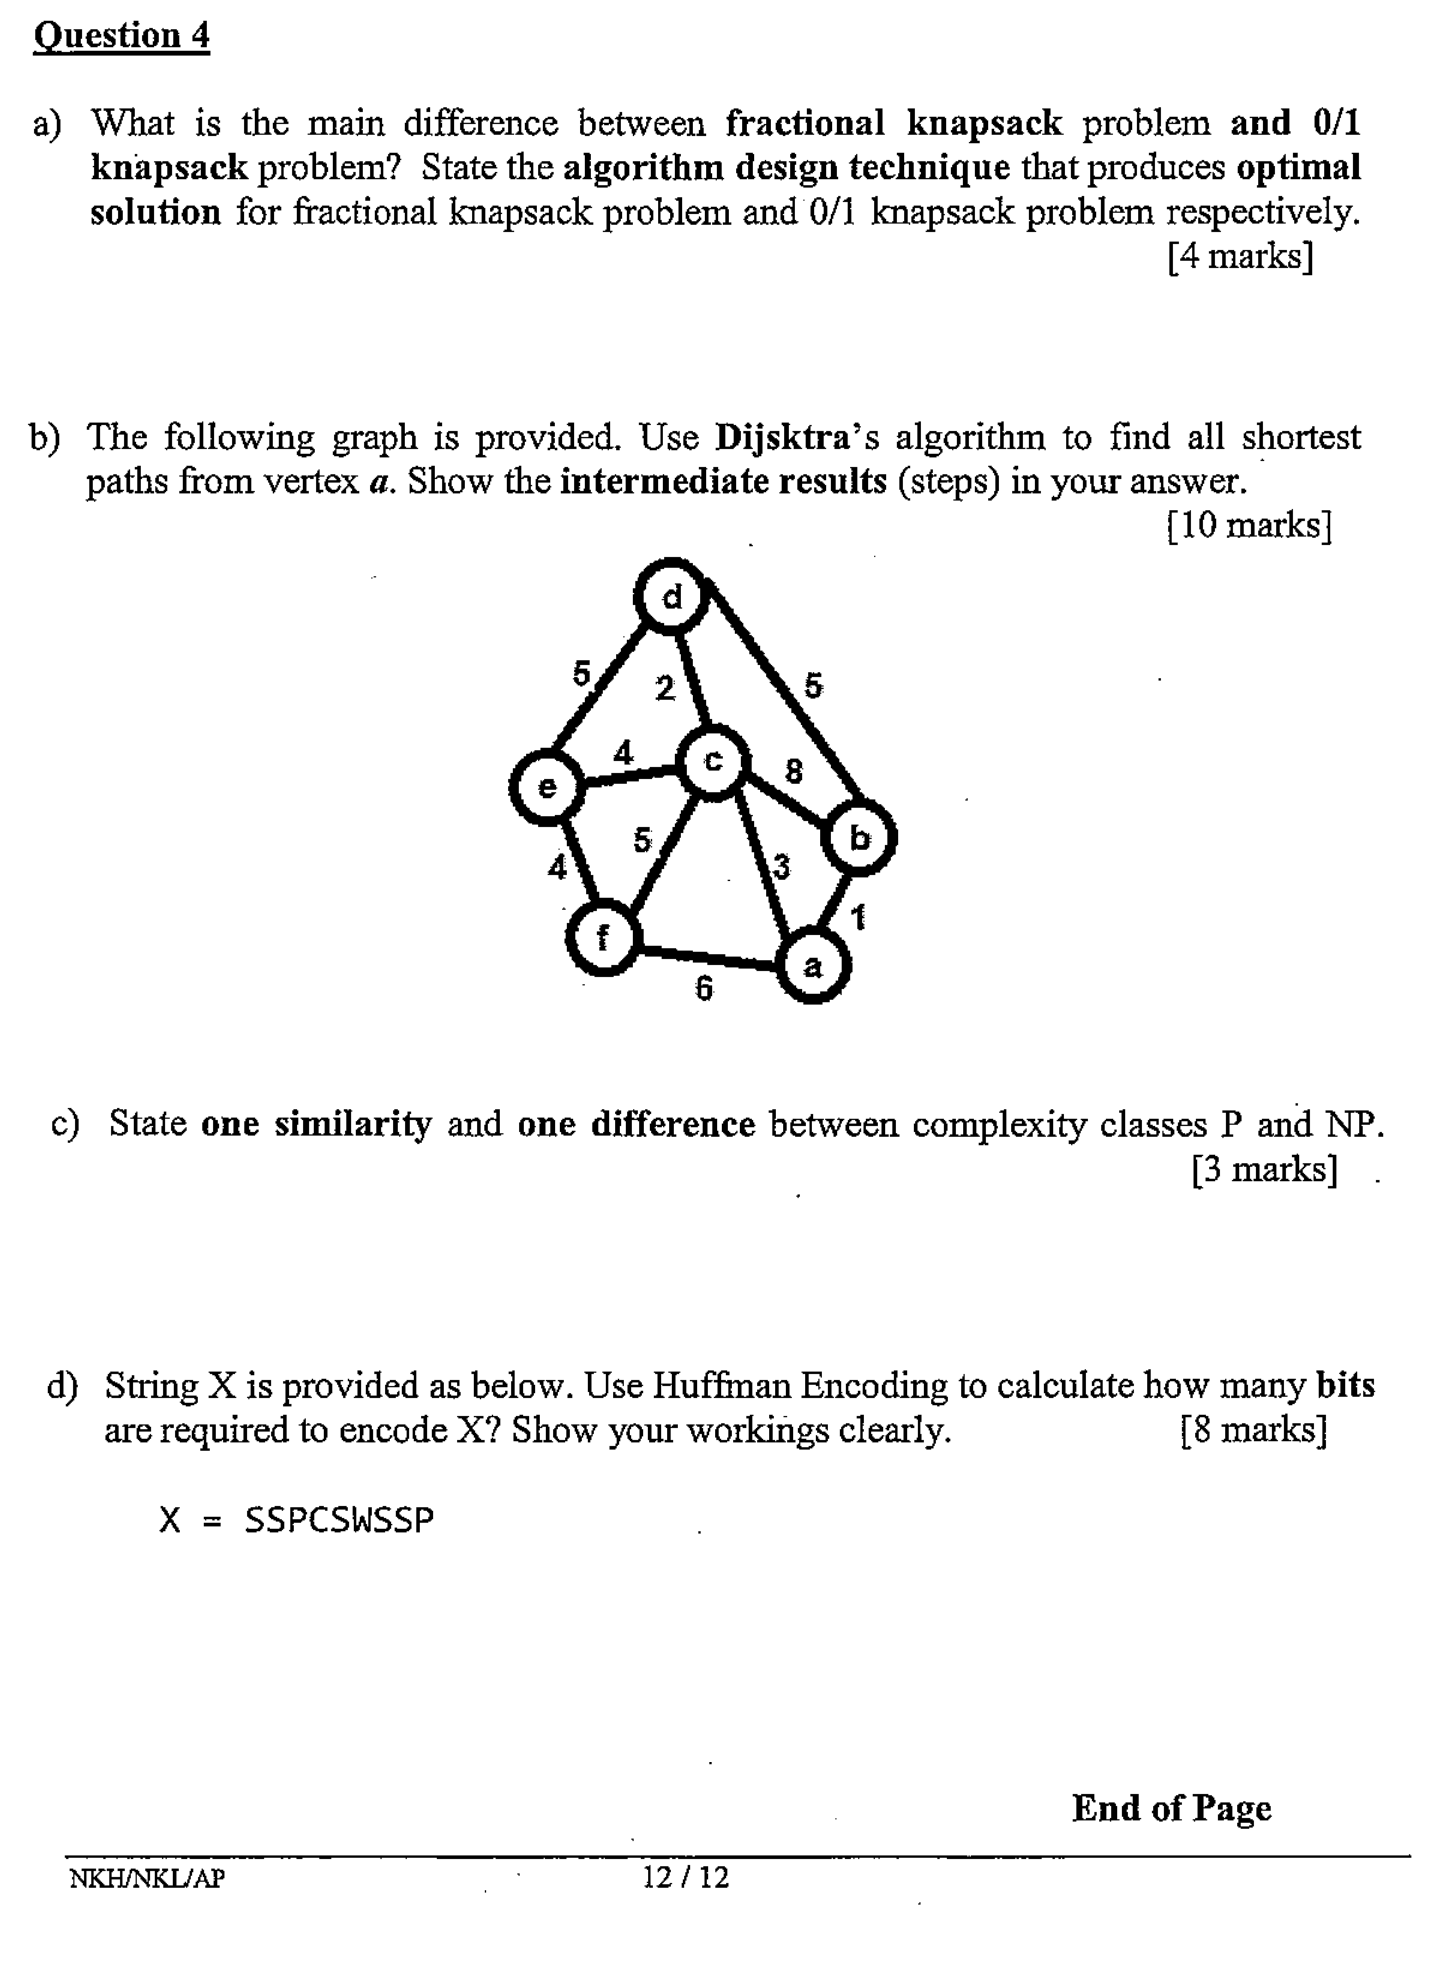 Question 4
a) What is the main difference between fractional knapsack problem and 0/1
knapsack problem? State the algorithm design technique that produces optimal
solution for fractional knapsack problem and 0/1 knapsack problem respectively.
[4 marks]
b) The following graph is provided. Use Dijsktra's algorithm to find all shortest
paths from vertex a. Show the intermediate results (steps) in your answer.
[10 marks]
d
5
2
5
4
c
8
e
5
b
4
3
1
f
a
6
c) State one similarity and one difference between complexity classes P and NP.
[3 marks]
d) String X is provided as below. Use Huffman Encoding to calculate how many bits
are required to encode X? Show your workings clearly. [8 marks]
X = SSPCSWSSP
End of Page
NKH/NKL/AP 12 / 12